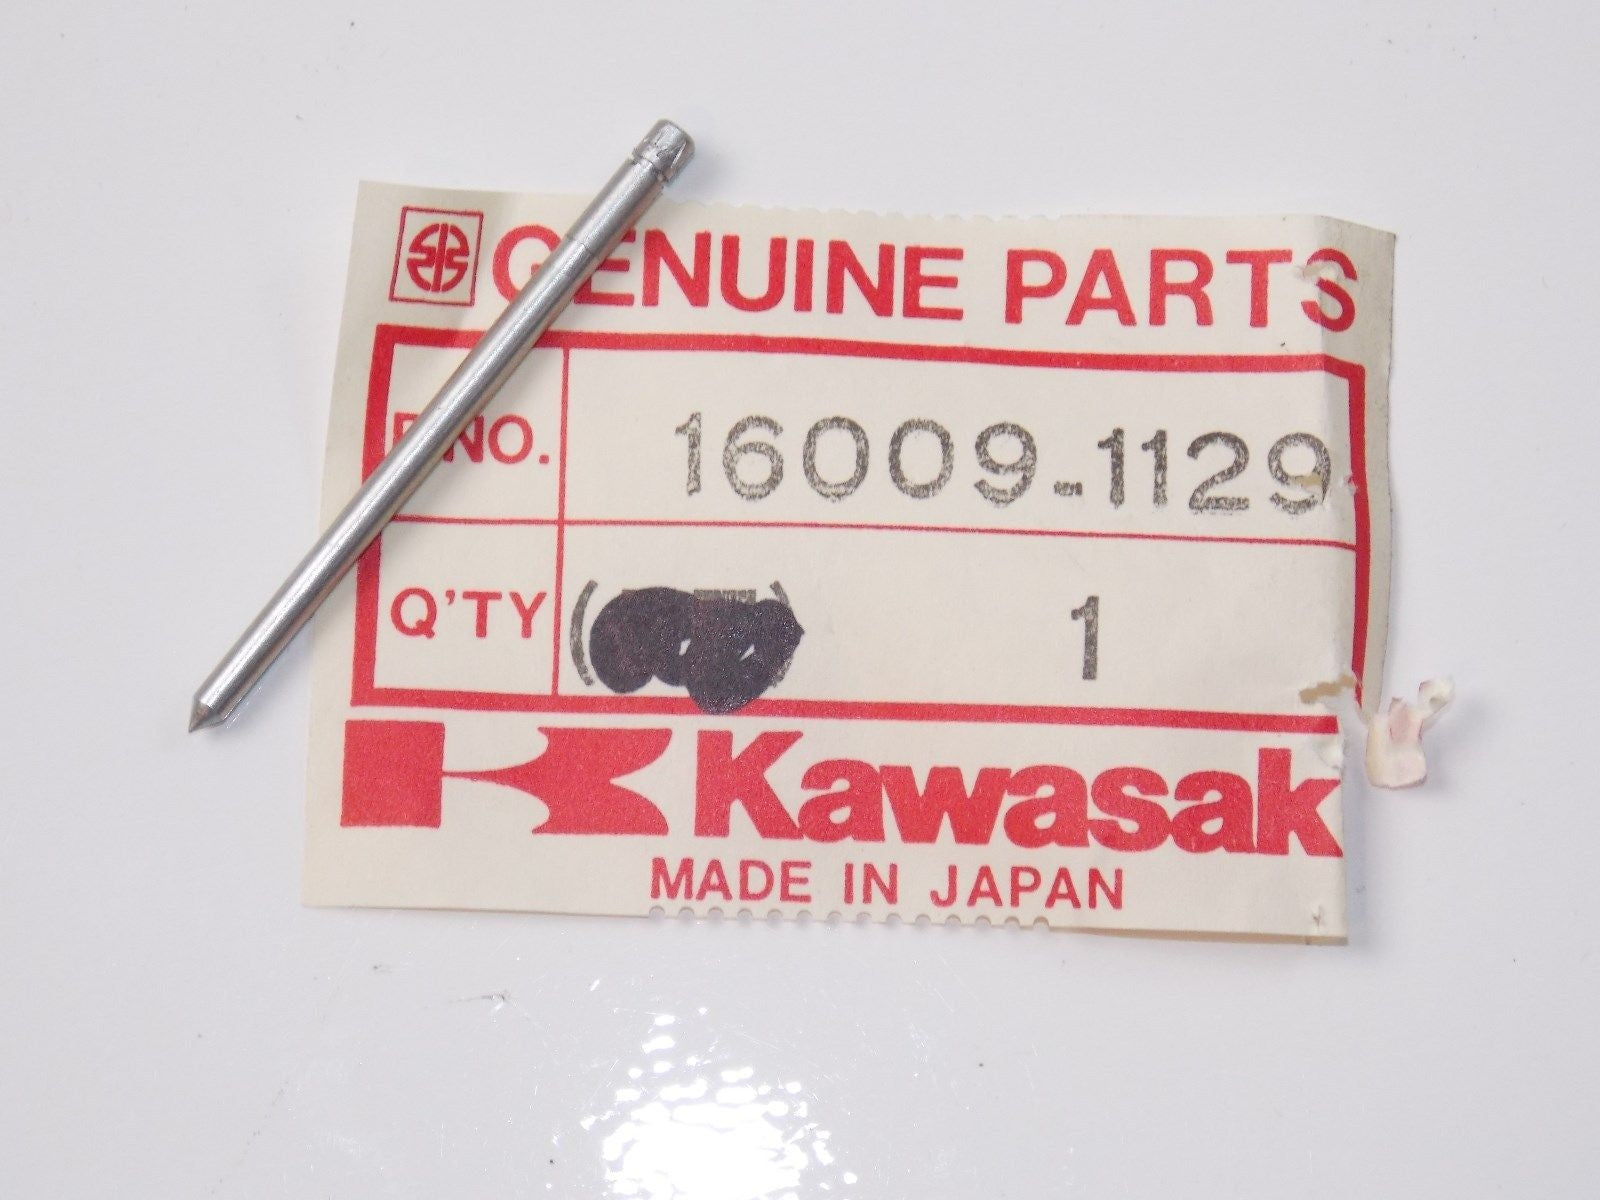 GENUINE PARTS
P.NO. 16009-1129
Q'TY ( ) 1
Kawasak
MADE IN JAPAN